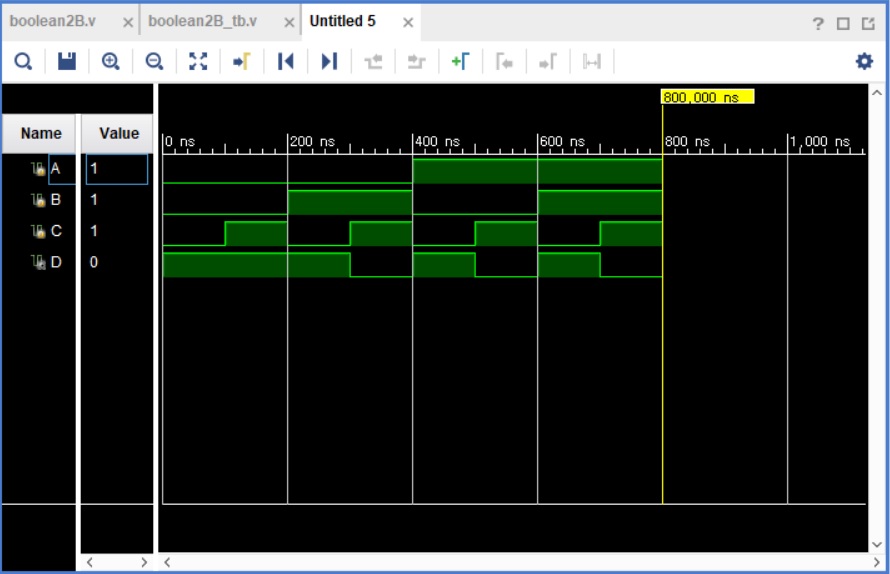 boolean2B.v × boolean2B_tb.v × Untitled 5 × ?
800,000 ns
Name Value 0 ns 200 ns 400 ns 600 ns 800 ns 1,000 ns
A 1
B 1
C 1
D 0